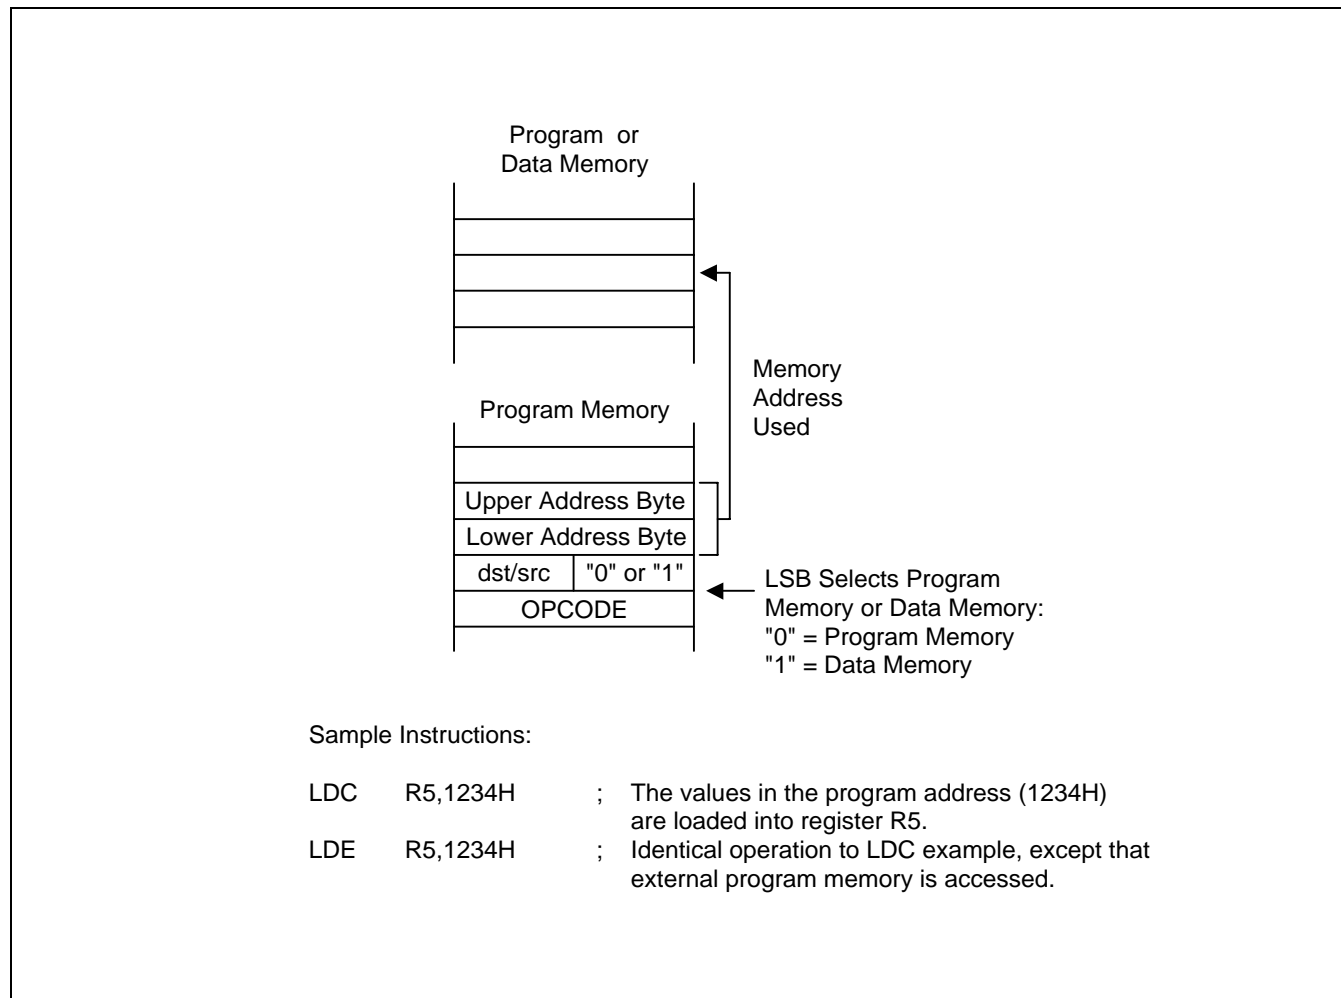 Program or
Data Memory
Memory
Address
Used
Program Memory
Upper Address Byte
Lower Address Byte
dst/src "0" or "1"
OPCODE
LSB Selects Program
Memory or Data Memory:
"0" = Program Memory
"1" = Data Memory
Sample Instructions:
LDC R5,1234H ; The values in the program address (1234H)
are loaded into register R5.
LDE R5,1234H ; Identical operation to LDC example, except that
external program memory is accessed.